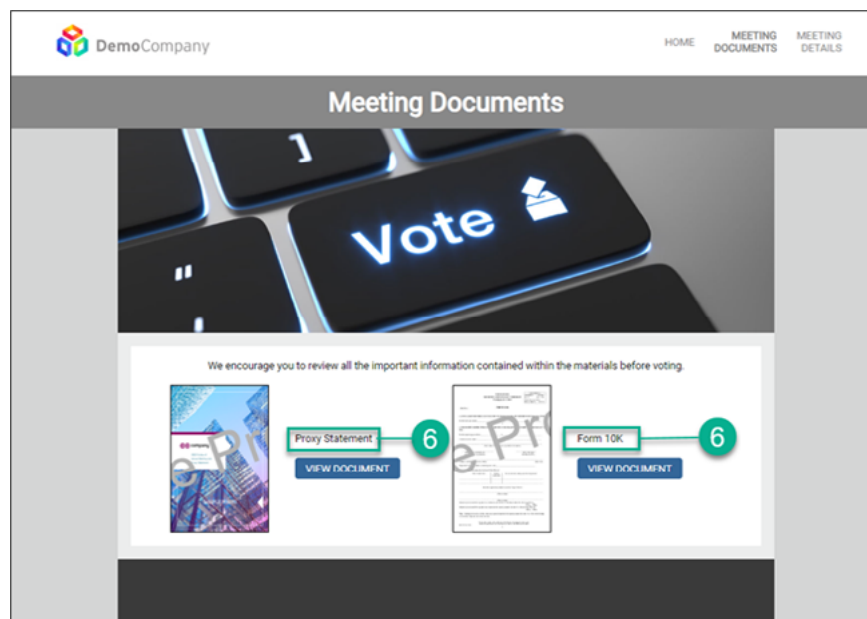 DemoCompany
HOME
MEETING
DOCUMENTS
MEETING
DETAILS
Meeting Documents
]
Vote
"
We encourage you to review all the important information contained within the materials before voting.
company
Proxy Statement
6
VIEW DOCUMENT
Form 10K
6
VIEW DOCUMENT